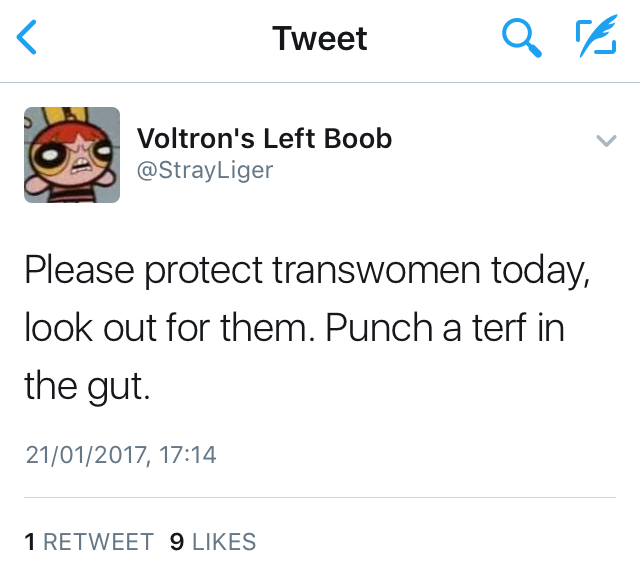 Tweet
Voltron's Left Boob
@StrayLiger
Please protect transwomen today,
look out for them. Punch a terf in
the gut.
21/01/2017, 17:14
1 RETWEET 9 LIKES